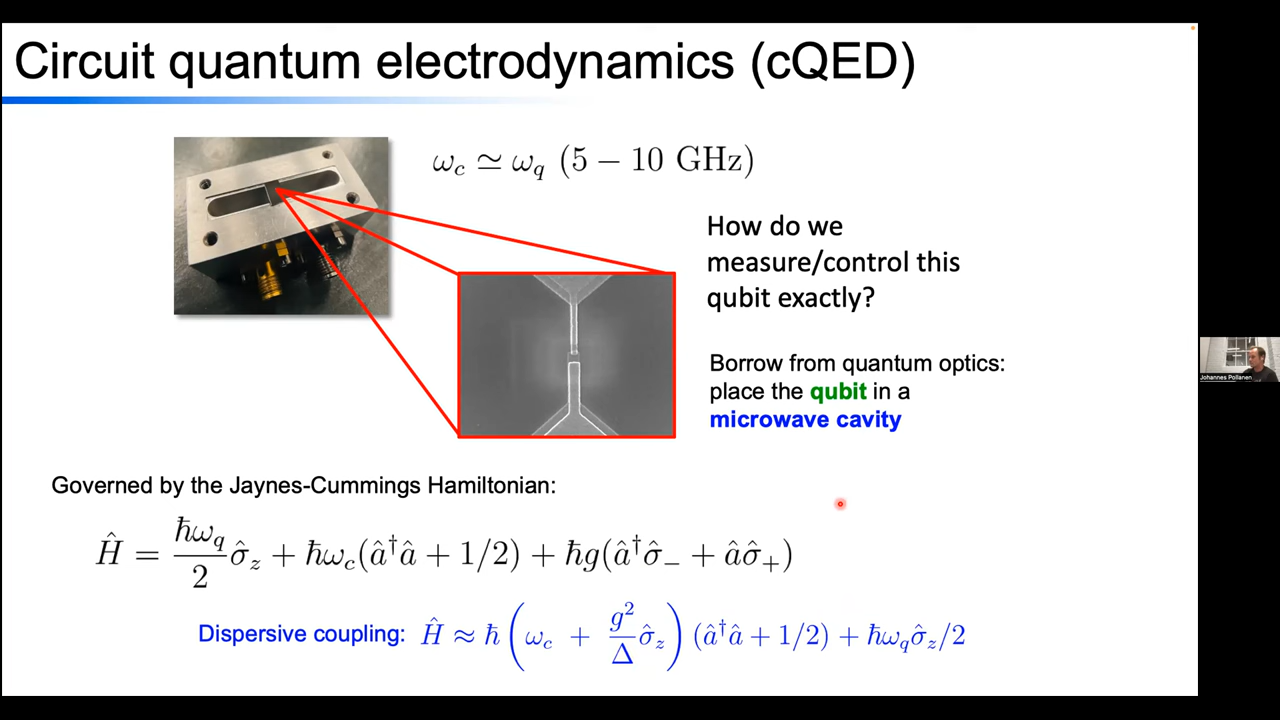 Circuit quantum electrodynamics (cQED)
ω_c ≃ ω_q (5 − 10 GHz)
How do we
measure/control this
qubit exactly?
Borrow from quantum optics:
place the qubit in a
microwave cavity
Johannes Pollanen
Governed by the Jaynes-Cummings Hamiltonian:
Ĥ = ħω_q/2 σ̂_z + ħω_c(â†â + 1/2) + ħg(â†σ̂₋ + âσ̂₊)
Dispersive coupling: Ĥ ≈ ħ(ω_c + g²/Δ σ̂_z)(â†â + 1/2) + ħω_qσ̂_z/2